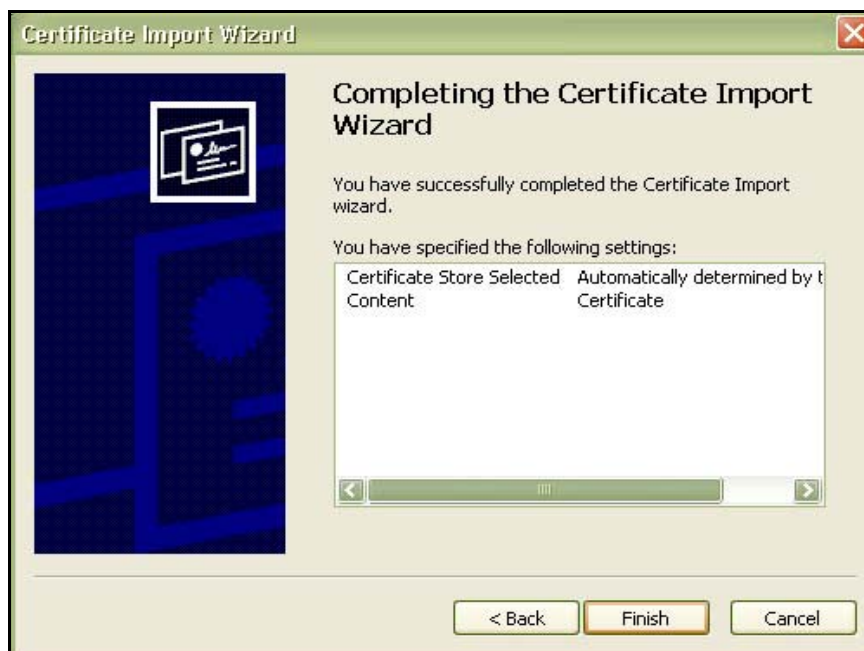 Certificate Import Wizard
Completing the Certificate Import
Wizard
You have successfully completed the Certificate Import
wizard.
You have specified the following settings:
Certificate Store Selected Automatically determined by t
Content Certificate
< Back Finish Cancel